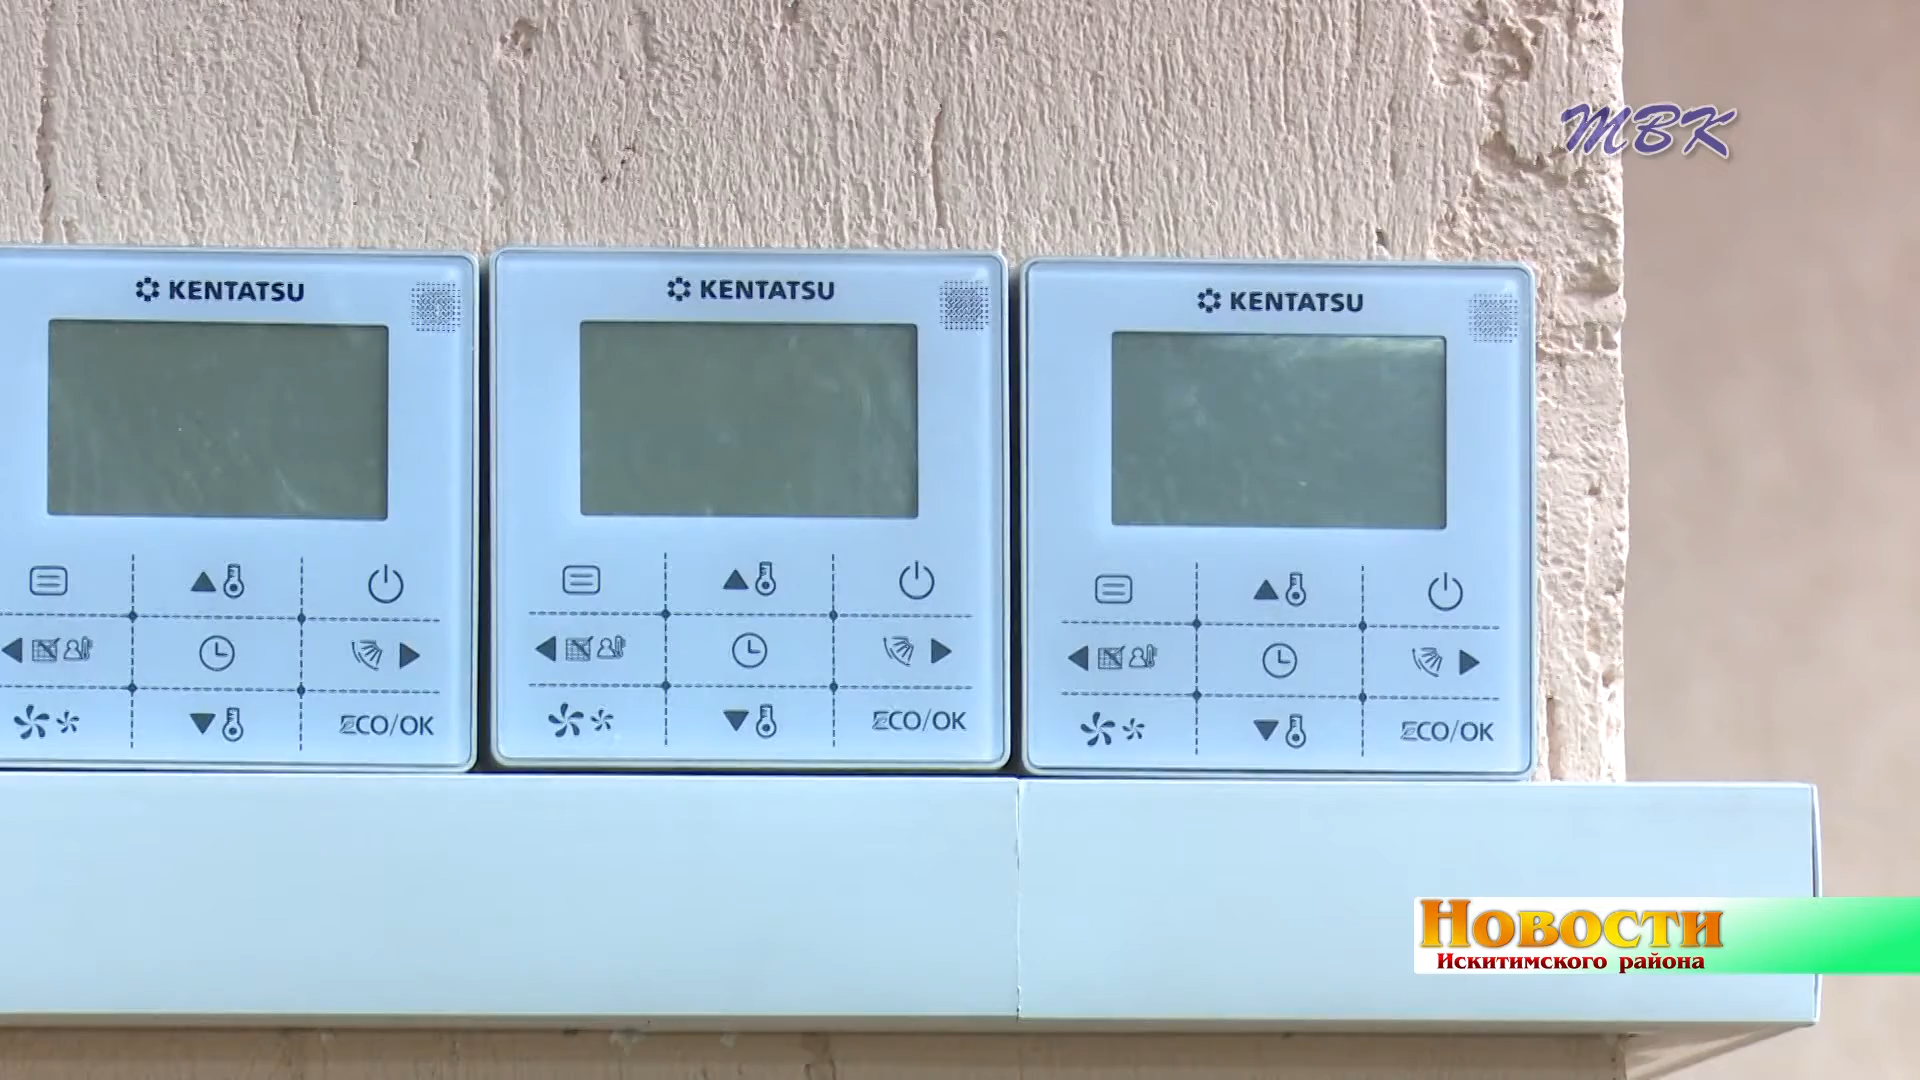 ТВК
KENTATSU
KENTATSU
KENTATSU
ECO/OK
ECO/OK
ECO/OK
Новости
Искитимского района